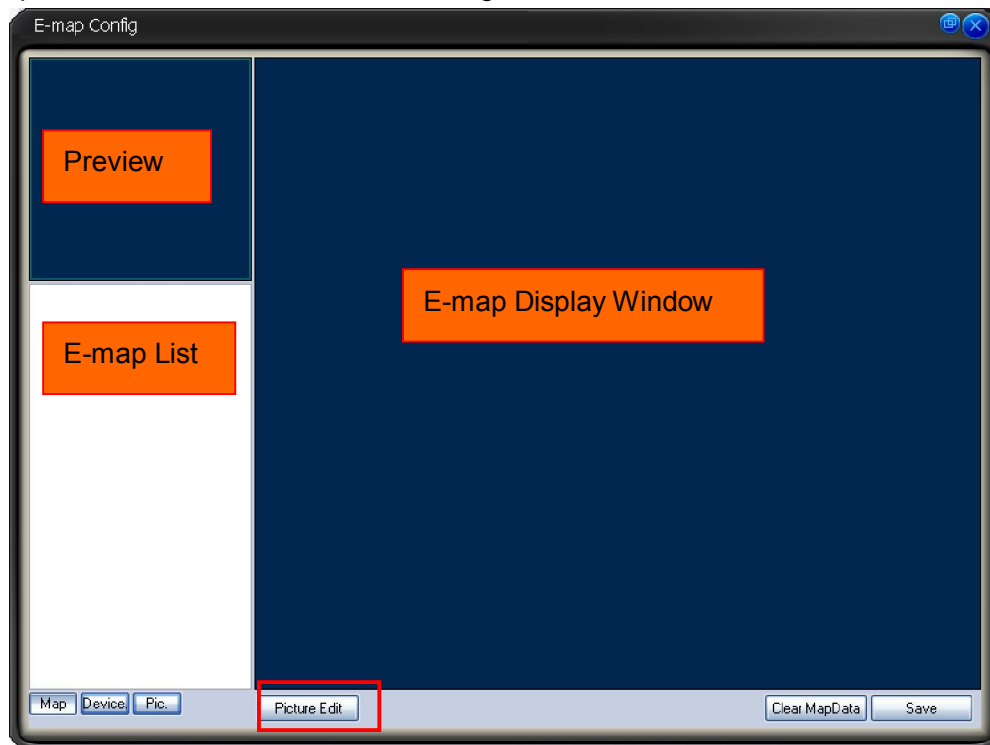 E-map Config
Preview
E-map Display Window
E-map List
Map Device. Pic. Picture Edit Clear MapData Save